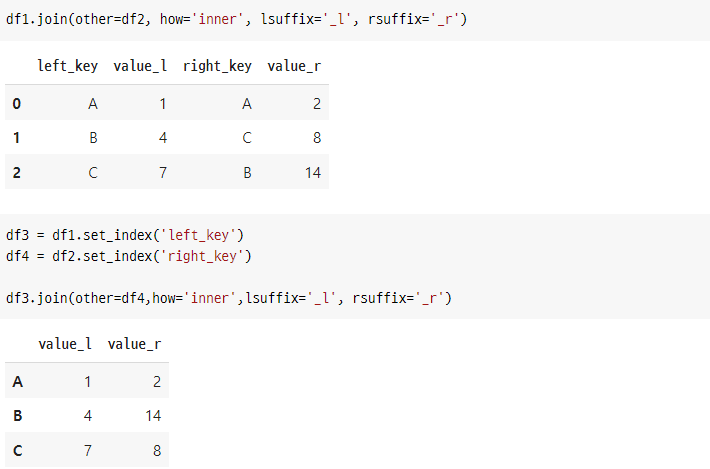 df1.join(other=df2, how='inner', lsuffix='_l', rsuffix='_r')
left_key value_l right_key value_r
0 A 1 A 2
1 B 4 C 8
2 C 7 B 14
df3 = df1.set_index('left_key')
df4 = df2.set_index('right_key')
df3.join(other=df4,how='inner',lsuffix='_l', rsuffix='_r')
value_l value_r
A 1 2
B 4 14
C 7 8